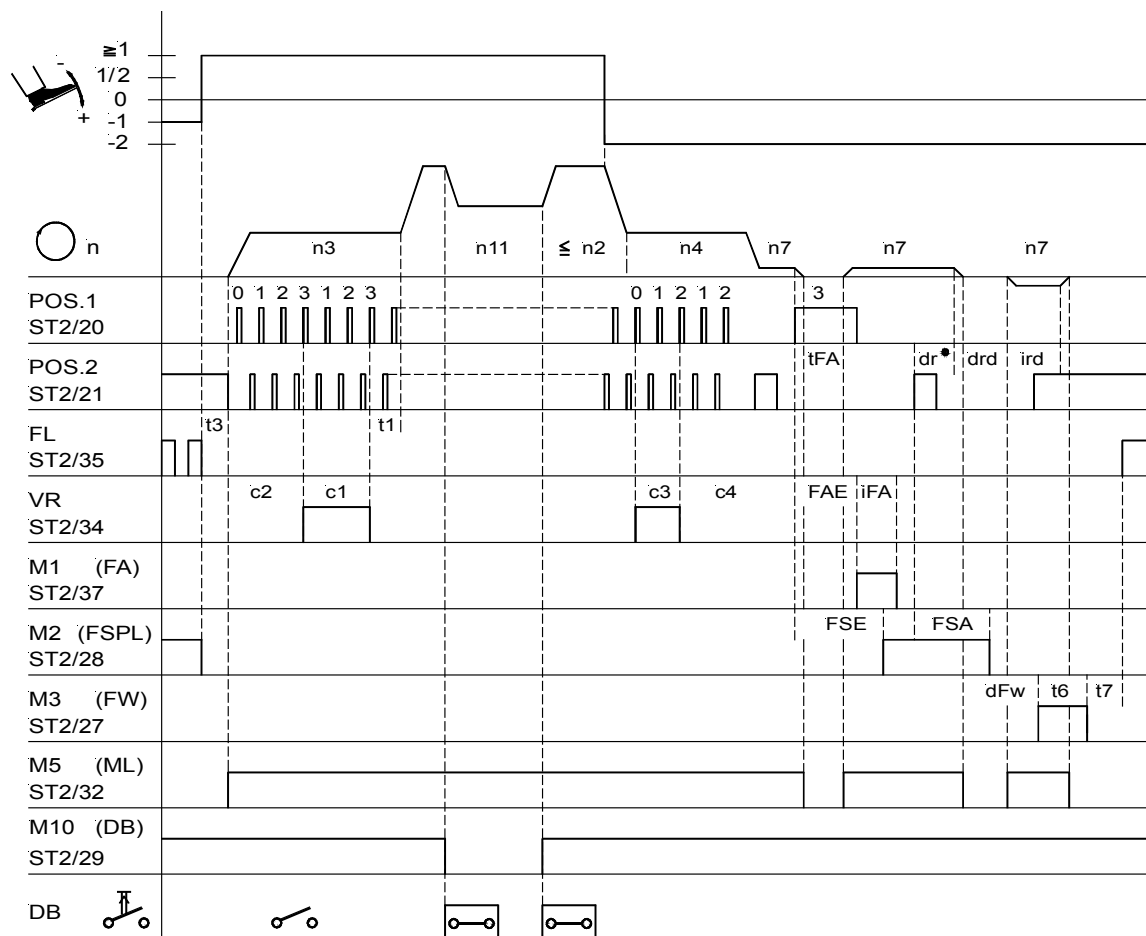 ≧1
- 1/2
0
+ -1
-2
n n3 n11 ≦ n2 n4 n7 n7 n7
POS.1 0 1 2 3 1 2 3 0 1 2 1 2 3
ST2/20
POS.2 tFA dr* drd ird
ST2/21
FL t3 t1
ST2/35
VR c2 c1 c3 c4 FAE iFA
ST2/34
M1 (FA)
ST2/37
M2 (FSPL) FSE FSA
ST2/28
M3 (FW) dFw t6 t7
ST2/27
M5 (ML)
ST2/32
M10 (DB)
ST2/29
DB